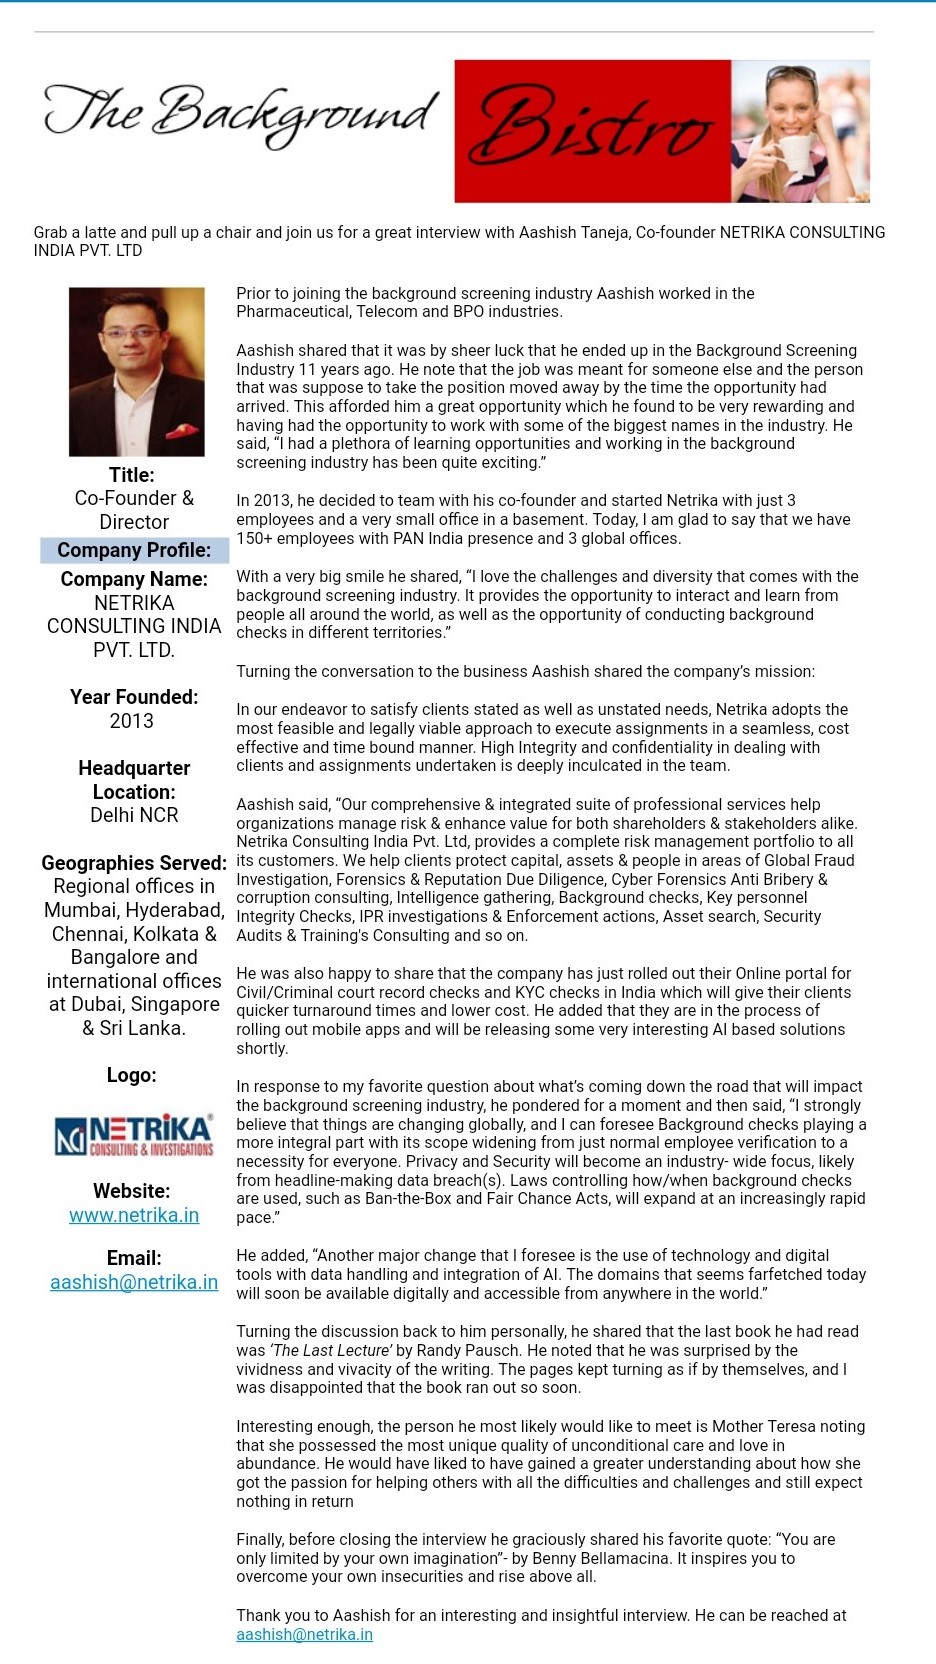 The Background Bistro
Grab a latte and pull up a chair and join us for a great interview with Aashish Taneja, Co-founder NETRIKA CONSULTING
INDIA PVT. LTD
Title:
Co-Founder &
Director
Company Profile:
Company Name:
NETRIKA
CONSULTING INDIA
PVT. LTD.
Year Founded:
2013
Headquarter
Location:
Delhi NCR
Geographies Served:
Regional offices in
Mumbai, Hyderabad,
Chennai, Kolkata &
Bangalore and
international offices
at Dubai, Singapore
& Sri Lanka.
Logo:
NETRiKA®
CONSULTING & INVESTIGATIONS
Website:
www.netrika.in
Email:
aashish@netrika.in
Prior to joining the background screening industry Aashish worked in the
Pharmaceutical, Telecom and BPO industries.
Aashish shared that it was by sheer luck that he ended up in the Background Screening
Industry 11 years ago. He note that the job was meant for someone else and the person
that was suppose to take the position moved away by the time the opportunity had
arrived. This afforded him a great opportunity which he found to be very rewarding and
having had the opportunity to work with some of the biggest names in the industry. He
said, “I had a plethora of learning opportunities and working in the background
screening industry has been quite exciting.”
In 2013, he decided to team with his co-founder and started Netrika with just 3
employees and a very small office in a basement. Today, I am glad to say that we have
150+ employees with PAN India presence and 3 global offices.
With a very big smile he shared, “I love the challenges and diversity that comes with the
background screening industry. It provides the opportunity to interact and learn from
people all around the world, as well as the opportunity of conducting background
checks in different territories.”
Turning the conversation to the business Aashish shared the company’s mission:
In our endeavor to satisfy clients stated as well as unstated needs, Netrika adopts the
most feasible and legally viable approach to execute assignments in a seamless, cost
effective and time bound manner. High Integrity and confidentiality in dealing with
clients and assignments undertaken is deeply inculcated in the team.
Aashish said, “Our comprehensive & integrated suite of professional services help
organizations manage risk & enhance value for both shareholders & stakeholders alike.
Netrika Consulting India Pvt. Ltd, provides a complete risk management portfolio to all
its customers. We help clients protect capital, assets & people in areas of Global Fraud
Investigation, Forensics & Reputation Due Diligence, Cyber Forensics Anti Bribery &
corruption consulting, Intelligence gathering, Background checks, Key personnel
Integrity Checks, IPR investigations & Enforcement actions, Asset search, Security
Audits & Training's Consulting and so on.
He was also happy to share that the company has just rolled out their Online portal for
Civil/Criminal court record checks and KYC checks in India which will give their clients
quicker turnaround times and lower cost. He added that they are in the process of
rolling out mobile apps and will be releasing some very interesting AI based solutions
shortly.
In response to my favorite question about what’s coming down the road that will impact
the background screening industry, he pondered for a moment and then said, “I strongly
believe that things are changing globally, and I can foresee Background checks playing a
more integral part with its scope widening from just normal employee verification to a
necessity for everyone. Privacy and Security will become an industry- wide focus, likely
from headline-making data breach(s). Laws controlling how/when background checks
are used, such as Ban-the-Box and Fair Chance Acts, will expand at an increasingly rapid
pace.”
He added, “Another major change that I foresee is the use of technology and digital
tools with data handling and integration of AI. The domains that seems farfetched today
will soon be available digitally and accessible from anywhere in the world.”
Turning the discussion back to him personally, he shared that the last book he had read
was ‘The Last Lecture’ by Randy Pausch. He noted that he was surprised by the
vividness and vivacity of the writing. The pages kept turning as if by themselves, and I
was disappointed that the book ran out so soon.
Interesting enough, the person he most likely would like to meet is Mother Teresa noting
that she possessed the most unique quality of unconditional care and love in
abundance. He would have liked to have gained a greater understanding about how she
got the passion for helping others with all the difficulties and challenges and still expect
nothing in return
Finally, before closing the interview he graciously shared his favorite quote: “You are
only limited by your own imagination”- by Benny Bellamacina. It inspires you to
overcome your own insecurities and rise above all.
Thank you to Aashish for an interesting and insightful interview. He can be reached at
aashish@netrika.in